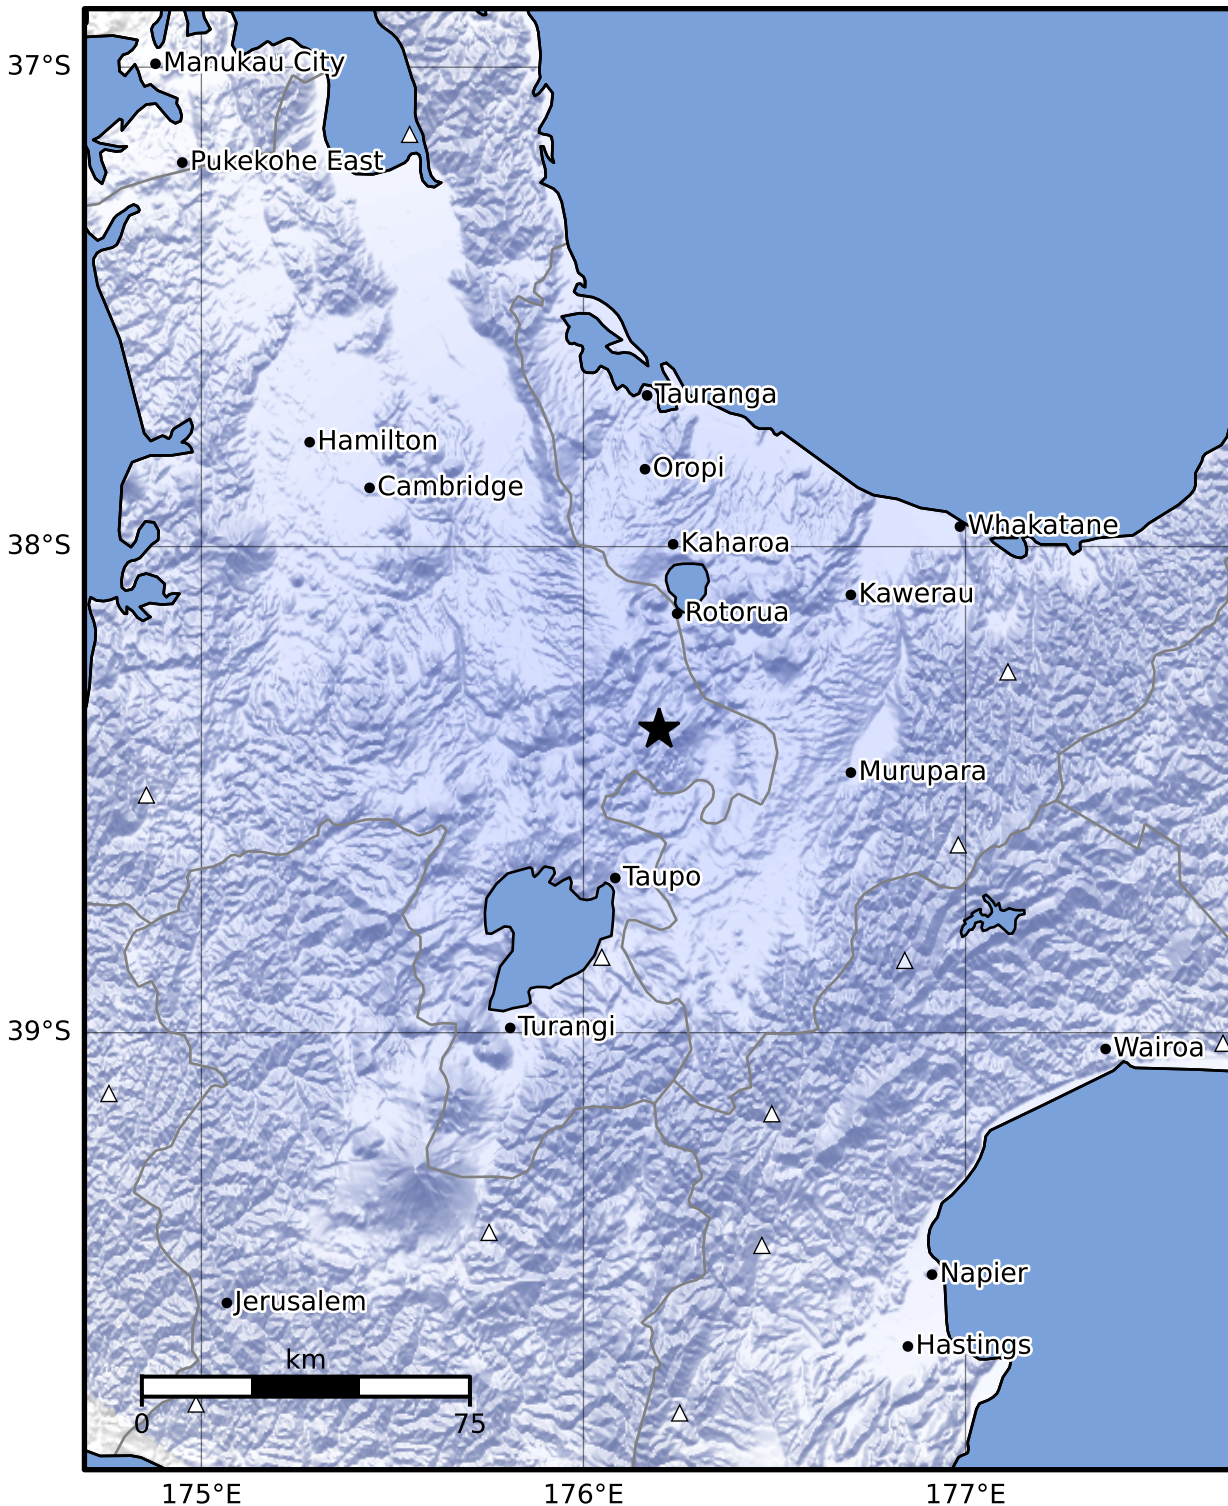 37°S
Manukau City
Pukekohe East
Tauranga
Hamilton
Oropi
Cambridge
Whakatane
38°S
Kaharoa
Kawerau
Rotorua
Murupara
Taupo
39°S
Turangi
Wairoa
Napier
Jerusalem
Hastings
km
0 75
175°E 176°E 177°E